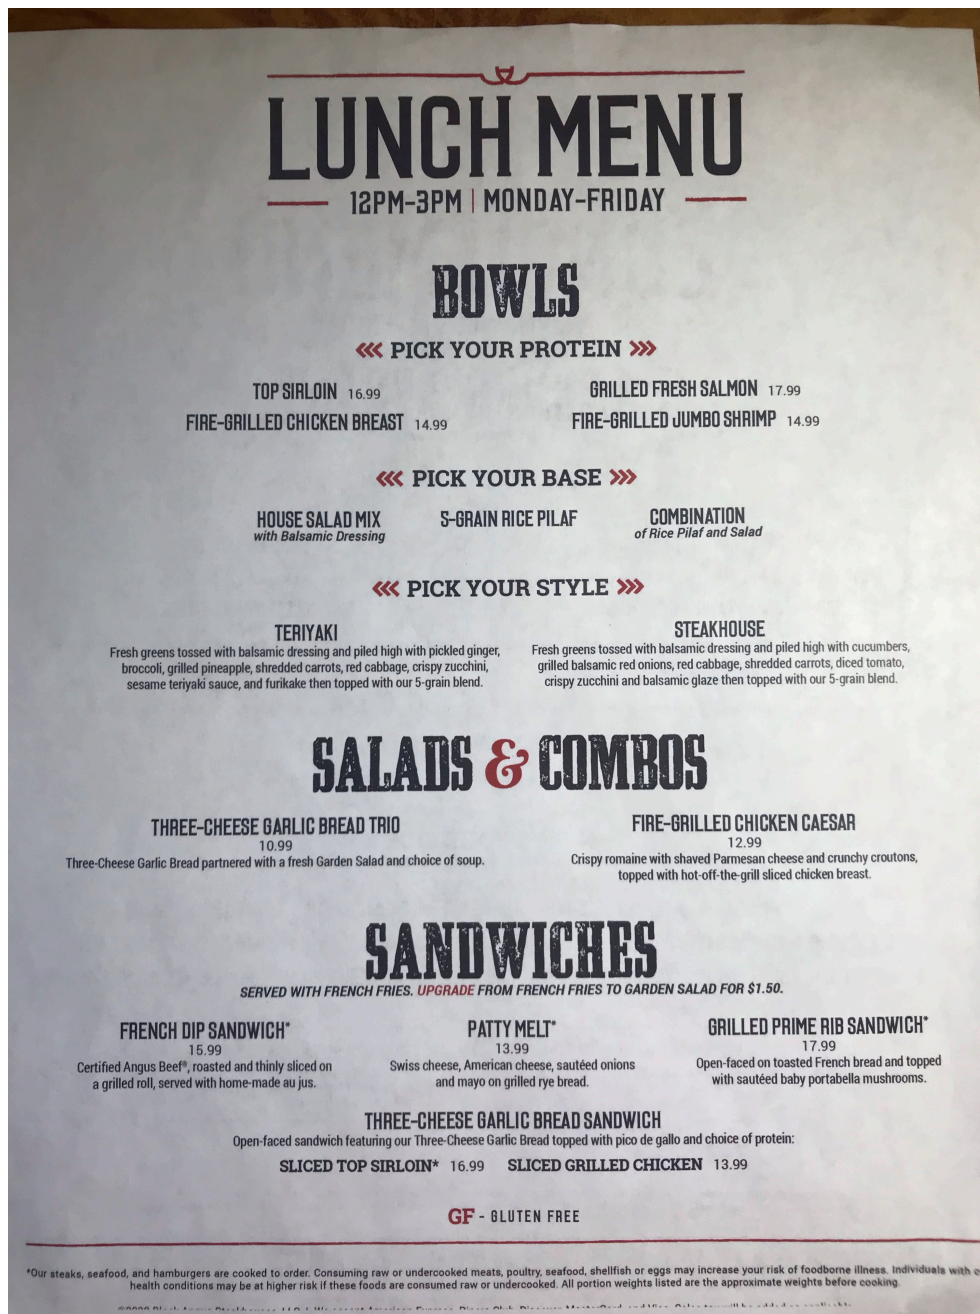 LUNCH MENU
12PM-3PM | MONDAY-FRIDAY
BOWLS
<<< PICK YOUR PROTEIN >>>
TOP SIRLOIN 16.99
GRILLED FRESH SALMON 17.99
FIRE-GRILLED CHICKEN BREAST 14.99
FIRE-GRILLED JUMBO SHRIMP 14.99
<<< PICK YOUR BASE >>>
HOUSE SALAD MIX
with Balsamic Dressing
5-GRAIN RICE PILAF
COMBINATION
of Rice Pilaf and Salad
<<< PICK YOUR STYLE >>>
TERIYAKI
Fresh greens tossed with balsamic dressing and piled high with pickled ginger,
broccoli, grilled pineapple, shredded carrots, red cabbage, crispy zucchini,
sesame teriyaki sauce, and furikake then topped with our 5-grain blend.
STEAKHOUSE
Fresh greens tossed with balsamic dressing and piled high with cucumbers,
grilled balsamic red onions, red cabbage, shredded carrots, diced tomato,
crispy zucchini and balsamic glaze then topped with our 5-grain blend.
SALADS & COMBOS
THREE-CHEESE GARLIC BREAD TRIO
10.99
Three-Cheese Garlic Bread partnered with a fresh Garden Salad and choice of soup.
FIRE-GRILLED CHICKEN CAESAR
12.99
Crispy romaine with shaved Parmesan cheese and crunchy croutons,
topped with hot-off-the-grill sliced chicken breast.
SANDWICHES
SERVED WITH FRENCH FRIES. UPGRADE FROM FRENCH FRIES TO GARDEN SALAD FOR $1.50.
FRENCH DIP SANDWICH*
15.99
Certified Angus Beef®, roasted and thinly sliced on
a grilled roll, served with home-made au jus.
PATTY MELT*
13.99
Swiss cheese, American cheese, sautéed onions
and mayo on grilled rye bread.
GRILLED PRIME RIB SANDWICH*
17.99
Open-faced on toasted French bread and topped
with sautéed baby portabella mushrooms.
THREE-CHEESE GARLIC BREAD SANDWICH
Open-faced sandwich featuring our Three-Cheese Garlic Bread topped with pico de gallo and choice of protein:
SLICED TOP SIRLOIN* 16.99 SLICED GRILLED CHICKEN 13.99
GF - GLUTEN FREE
*Our steaks, seafood, and hamburgers are cooked to order. Consuming raw or undercooked meats, poultry, seafood, shellfish or eggs may increase your risk of foodborne illness. Individuals with
health conditions may be at higher risk if these foods are consumed raw or undercooked. All portion weights listed are the approximate weights before cooking.